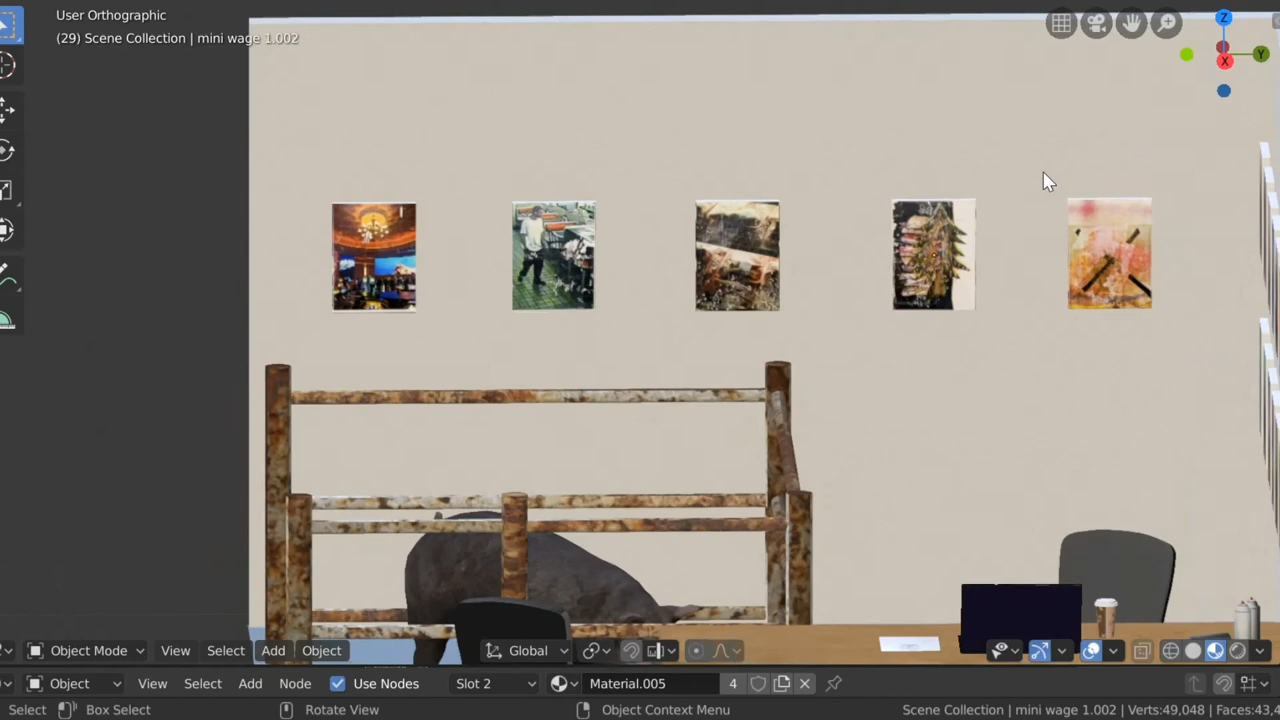 User Orthographic
(29) Scene Collection | mini wage 1.002
Z
X
Y
Object Mode View Select Add Object Global
Object View Select Add Node Use Nodes Slot 2 Material.005 4
Select Box Select Rotate View Object Context Menu Scene Collection | mini wage 1.002 | Verts:49,048 | Faces:43,4